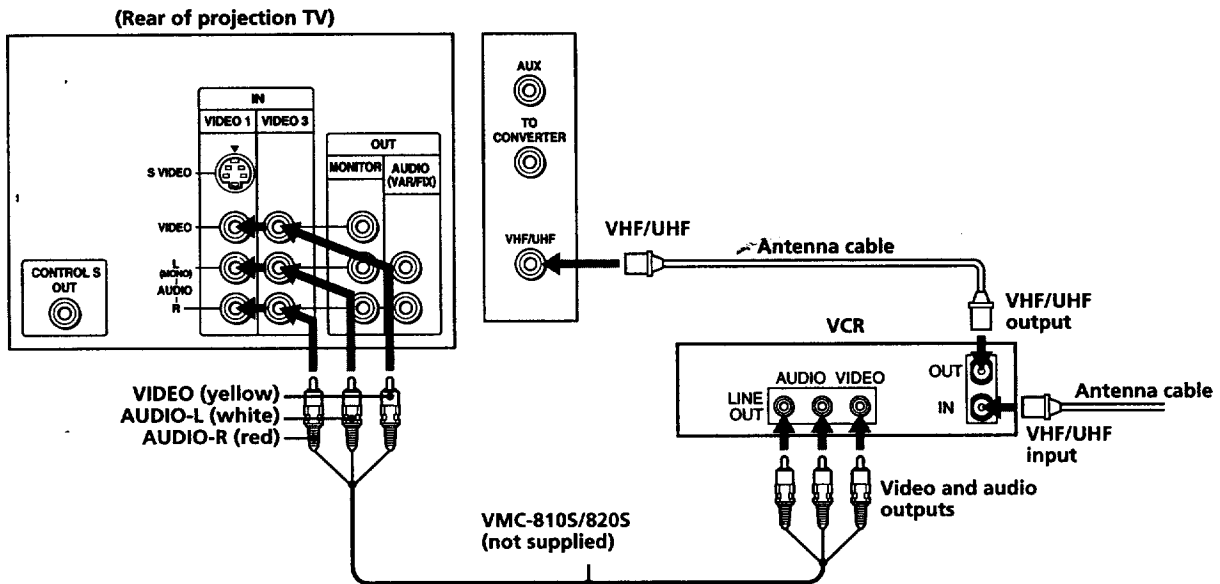 (Rear of projection TV)
IN
VIDEO 1 VIDEO 3
S VIDEO
VIDEO
L
(MONO)
AUDIO
R
OUT
MONITOR
AUDIO
(VAR/FIX)
CONTROL S
OUT
AUX
TO
CONVERTER
VHF/UHF
VHF/UHF
Antenna cable
VHF/UHF
output
VCR
OUT
IN
AUDIO VIDEO
LINE
OUT
Antenna cable
VHF/UHF
input
VIDEO (yellow)
AUDIO-L (white)
AUDIO-R (red)
Video and audio
outputs
VMC-810S/820S
(not supplied)